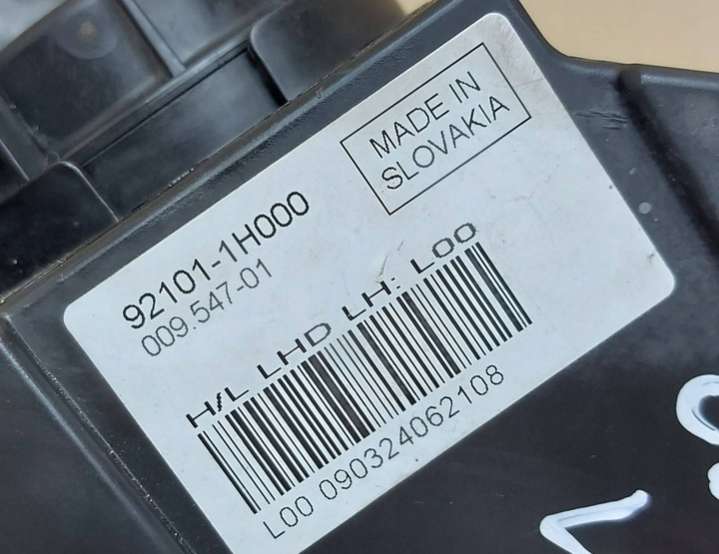 MADE IN
SLOVAKIA
92101-1H000
009.547-01
H/L LHD LH: L00
L00 090324062108